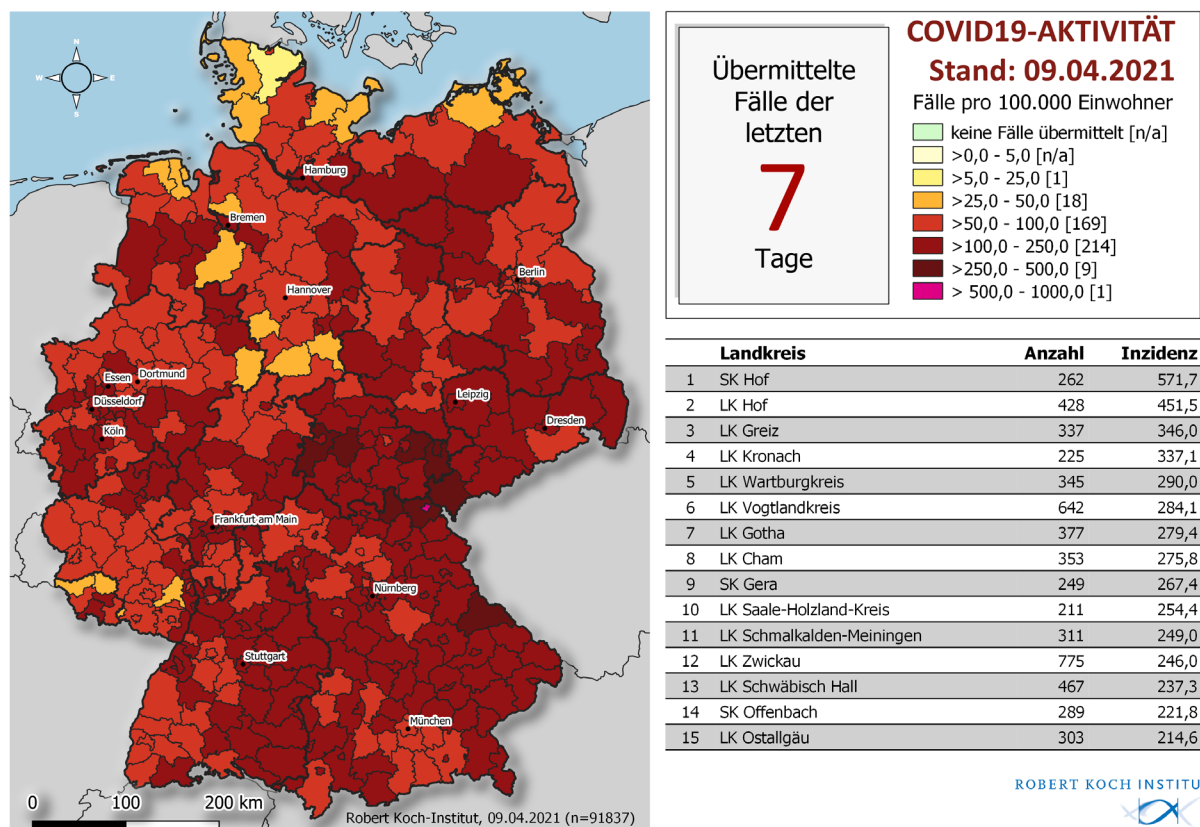 N
W
E
S
Hamburg
Bremen
Berlin
Hannover
Essen
Dortmund
Düsseldorf
Köln
Leipzig
Dresden
Frankfurt am Main
Nürnberg
Stuttgart
München
0 100 200 km
Robert Koch-Institut, 09.04.2021 (n=91837)
Übermittelte
Fälle der
letzten
7
Tage
COVID19-AKTIVITÄT
Stand: 09.04.2021
Fälle pro 100.000 Einwohner
keine Fälle übermittelt [n/a]
>0,0 - 5,0 [n/a]
>5,0 - 25,0 [1]
>25,0 - 50,0 [18]
>50,0 - 100,0 [169]
>100,0 - 250,0 [214]
>250,0 - 500,0 [9]
> 500,0 - 1000,0 [1]
Landkreis Anzahl Inzidenz
1 SK Hof 262 571,7
2 LK Hof 428 451,5
3 LK Greiz 337 346,0
4 LK Kronach 225 337,1
5 LK Wartburgkreis 345 290,0
6 LK Vogtlandkreis 642 284,1
7 LK Gotha 377 279,4
8 LK Cham 353 275,8
9 SK Gera 249 267,4
10 LK Saale-Holzland-Kreis 211 254,4
11 LK Schmalkalden-Meiningen 311 249,0
12 LK Zwickau 775 246,0
13 LK Schwäbisch Hall 467 237,3
14 SK Offenbach 289 221,8
15 LK Ostallgäu 303 214,6
ROBERT KOCH INSTITU